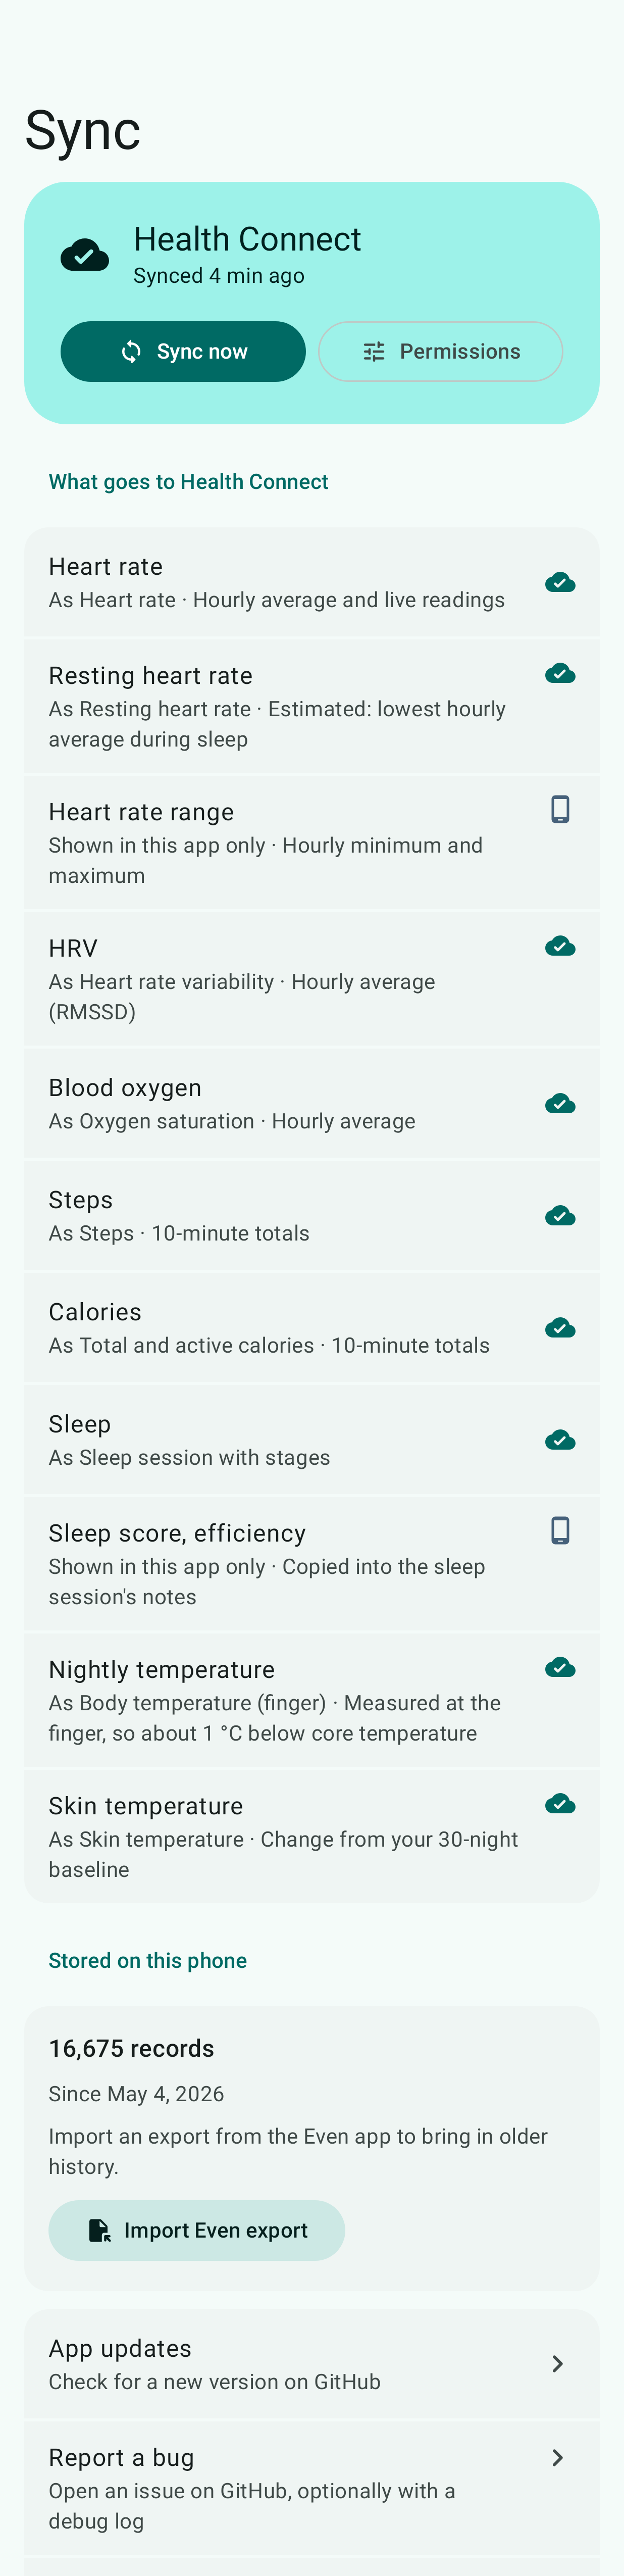 Sync
Health Connect
Synced 4 min ago
Sync now
Permissions
What goes to Health Connect
Heart rate
As Heart rate · Hourly average and live readings
Resting heart rate
As Resting heart rate · Estimated: lowest hourly
average during sleep
Heart rate range
Shown in this app only · Hourly minimum and
maximum
HRV
As Heart rate variability · Hourly average
(RMSSD)
Blood oxygen
As Oxygen saturation · Hourly average
Steps
As Steps · 10-minute totals
Calories
As Total and active calories · 10-minute totals
Sleep
As Sleep session with stages
Sleep score, efficiency
Shown in this app only · Copied into the sleep
session's notes
Nightly temperature
As Body temperature (finger) · Measured at the
finger, so about 1 °C below core temperature
Skin temperature
As Skin temperature · Change from your 30-night
baseline
Stored on this phone
16,675 records
Since May 4, 2026
Import an export from the Even app to bring in older
history.
Import Even export
App updates
Check for a new version on GitHub
Report a bug
Open an issue on GitHub, optionally with a
debug log